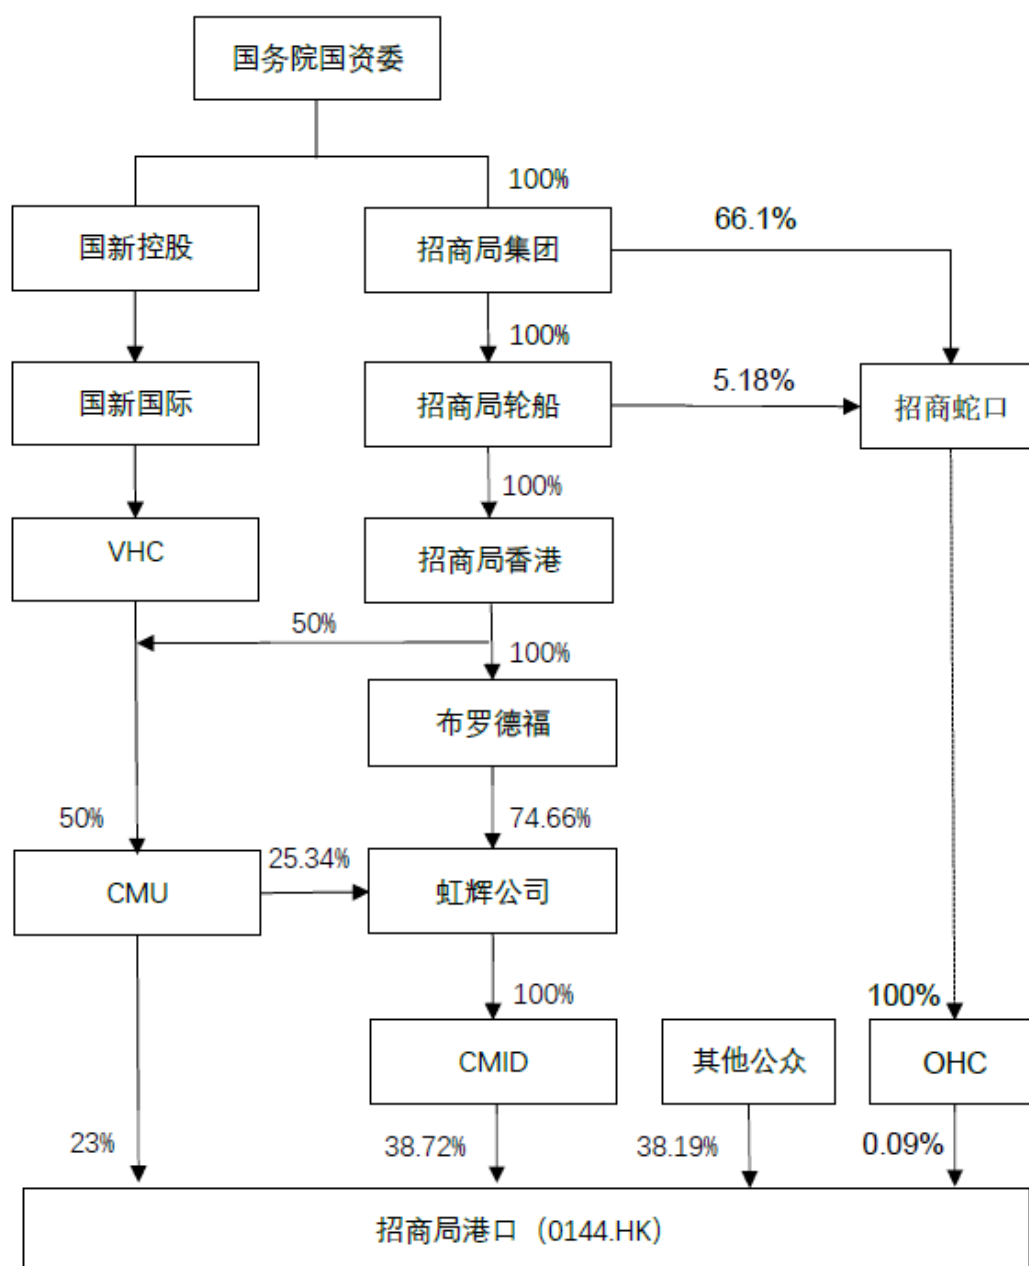 国务院国资委
100%
66.1%
国新控股
招商局集团
100%
国新国际
招商局轮船
5.18%
招商蛇口
100%
VHC
招商局香港
50%
100%
布罗德福
50%
74.66%
25.34%
CMU
虹辉公司
100%
100%
CMID
其他公众
OHC
23%
38.72%
38.19%
0.09%
招商局港口（0144.HK）